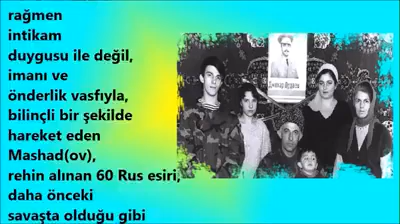 rağmen
intikam
duygusu ile değil,
imanı ve
önderlik vasfıyla,
bilinçli bir şekilde
hareket eden
Mashad(ov),
rehin alınan 60 Rus esiri,
daha önceki
savaşta olduğu gibi